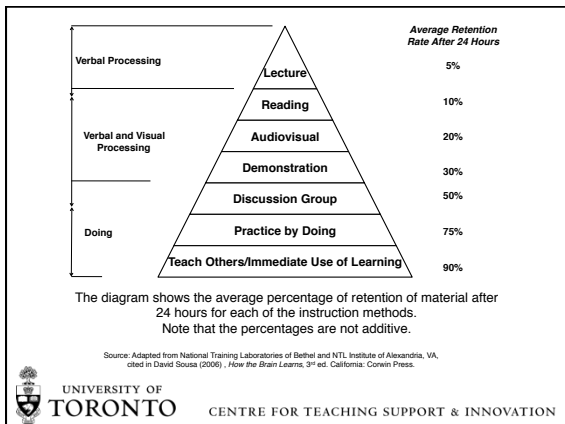 Average Retention
Rate After 24 Hours
Verbal Processing
Lecture
5%
Reading
10%
Verbal and Visual
Processing
Audiovisual
20%
Demonstration
30%
Discussion Group
50%
Doing
Practice by Doing
75%
Teach Others/Immediate Use of Learning
90%
The diagram shows the average percentage of retention of material after
24 hours for each of the instruction methods.
Note that the percentages are not additive.
Source: Adapted from National Training Laboratories of Bethel and NTL Institute of Alexandria, VA,
cited in David Sousa (2006) , How the Brain Learns, 3rd ed. California: Corwin Press.
UNIVERSITY OF
TORONTO
CENTRE FOR TEACHING SUPPORT & INNOVATION